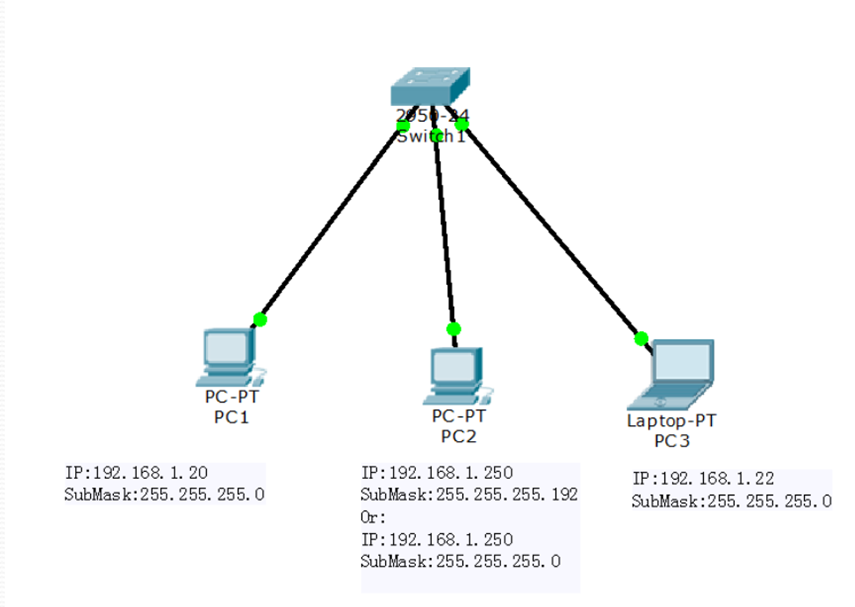 2950-24
Switch1
PC-PT
PC1
PC-PT
PC2
Laptop-PT
PC3
IP:192.168.1.20
SubMask:255.255.255.0
IP:192.168.1.250
SubMask:255.255.255.192
Or:
IP:192.168.1.250
SubMask:255.255.255.0
IP:192.168.1.22
SubMask:255.255.255.0